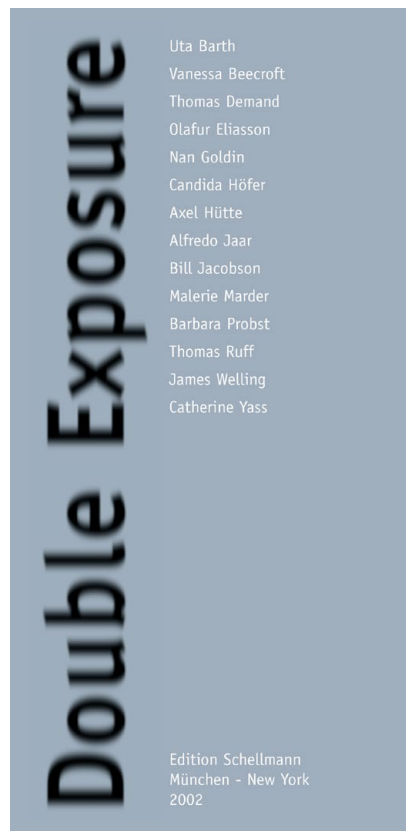 Double Exposure
Uta Barth
Vanessa Beecroft
Thomas Demand
Olafur Eliasson
Nan Goldin
Candida Höfer
Axel Hütte
Alfredo Jaar
Bill Jacobson
Malerie Marder
Barbara Probst
Thomas Ruff
James Welling
Catherine Yass
Edition Schellmann
München - New York
2002